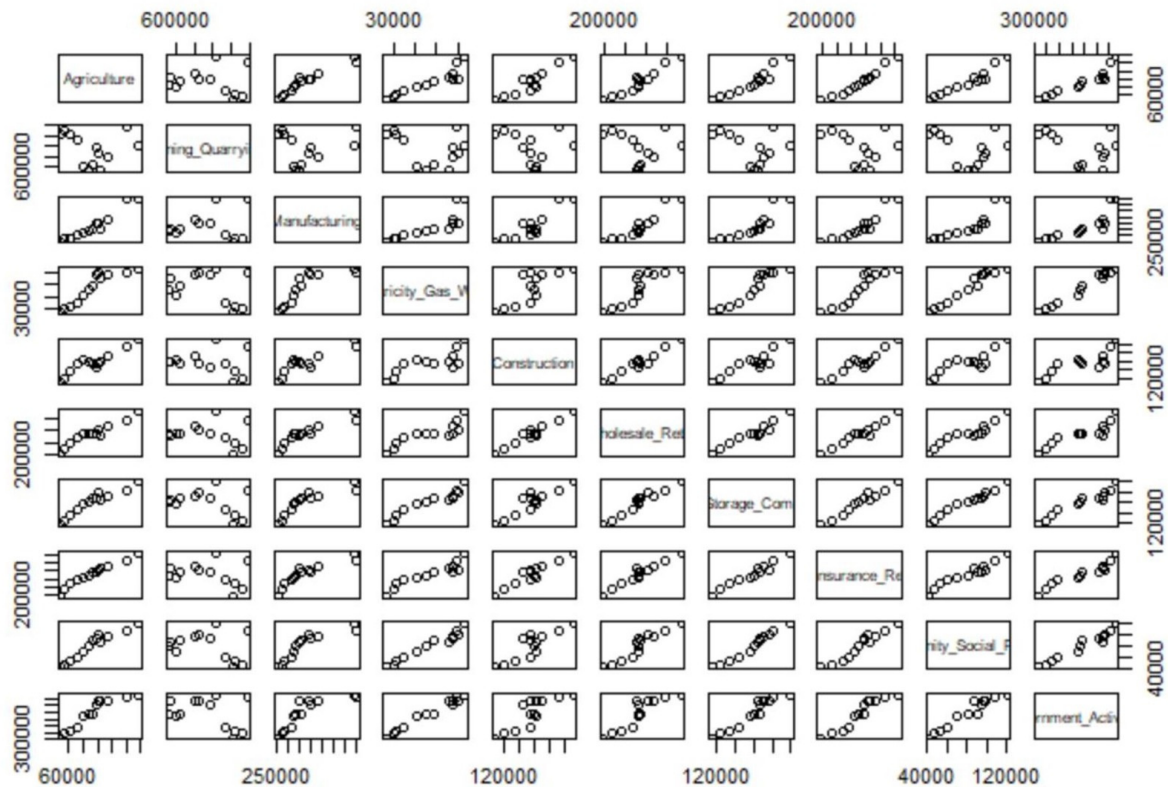 600000 30000 200000 200000 300000
Agriculture
60000
600000
ning_Quarryi
Manufacturing
250000
30000
ricity_Gas_W
Construction
120000
200000
holesale_Ret
Storage_Com
120000
200000
nsurance_Re
nity_Social_P
40000
300000
rnment_Activ
60000 250000 120000 120000 40000 120000